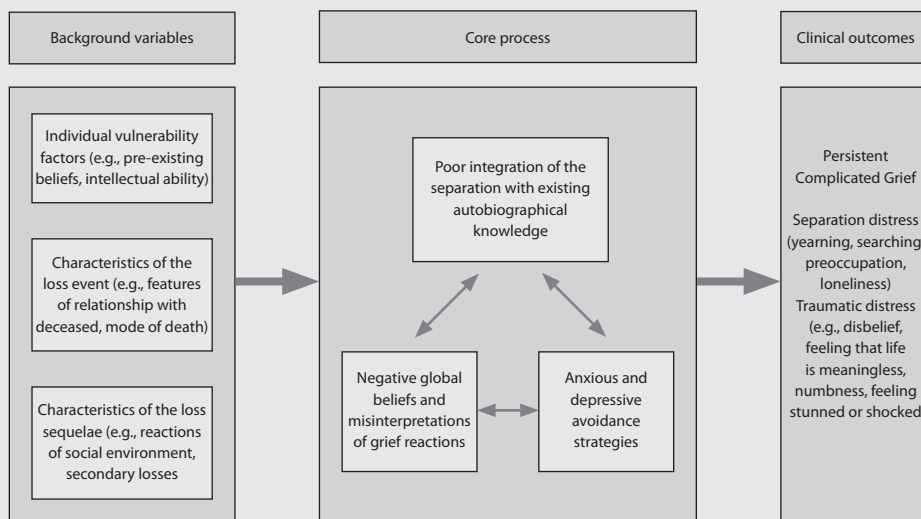 Background variables
Core process
Clinical outcomes
Individual vulnerability
factors (e.g., pre-existing
beliefs, intellectual ability)
Characteristics of the
loss event (e.g., features
of relationship with
deceased, mode of death)
Characteristics of the loss
sequelae (e.g., reactions
of social environment,
secondary losses
Poor integration of the
separation with existing
autobiographical
knowledge
Negative global
beliefs and
misinterpretations
of grief reactions
Anxious and
depressive
avoidance
strategies
Persistent
Complicated Grief
Separation distress
(yearning, searching
preoccupation,
loneliness)
Traumatic distress
(e.g., disbelief,
feeling that life
is meaningless,
numbness, feeling
stunned or shocked